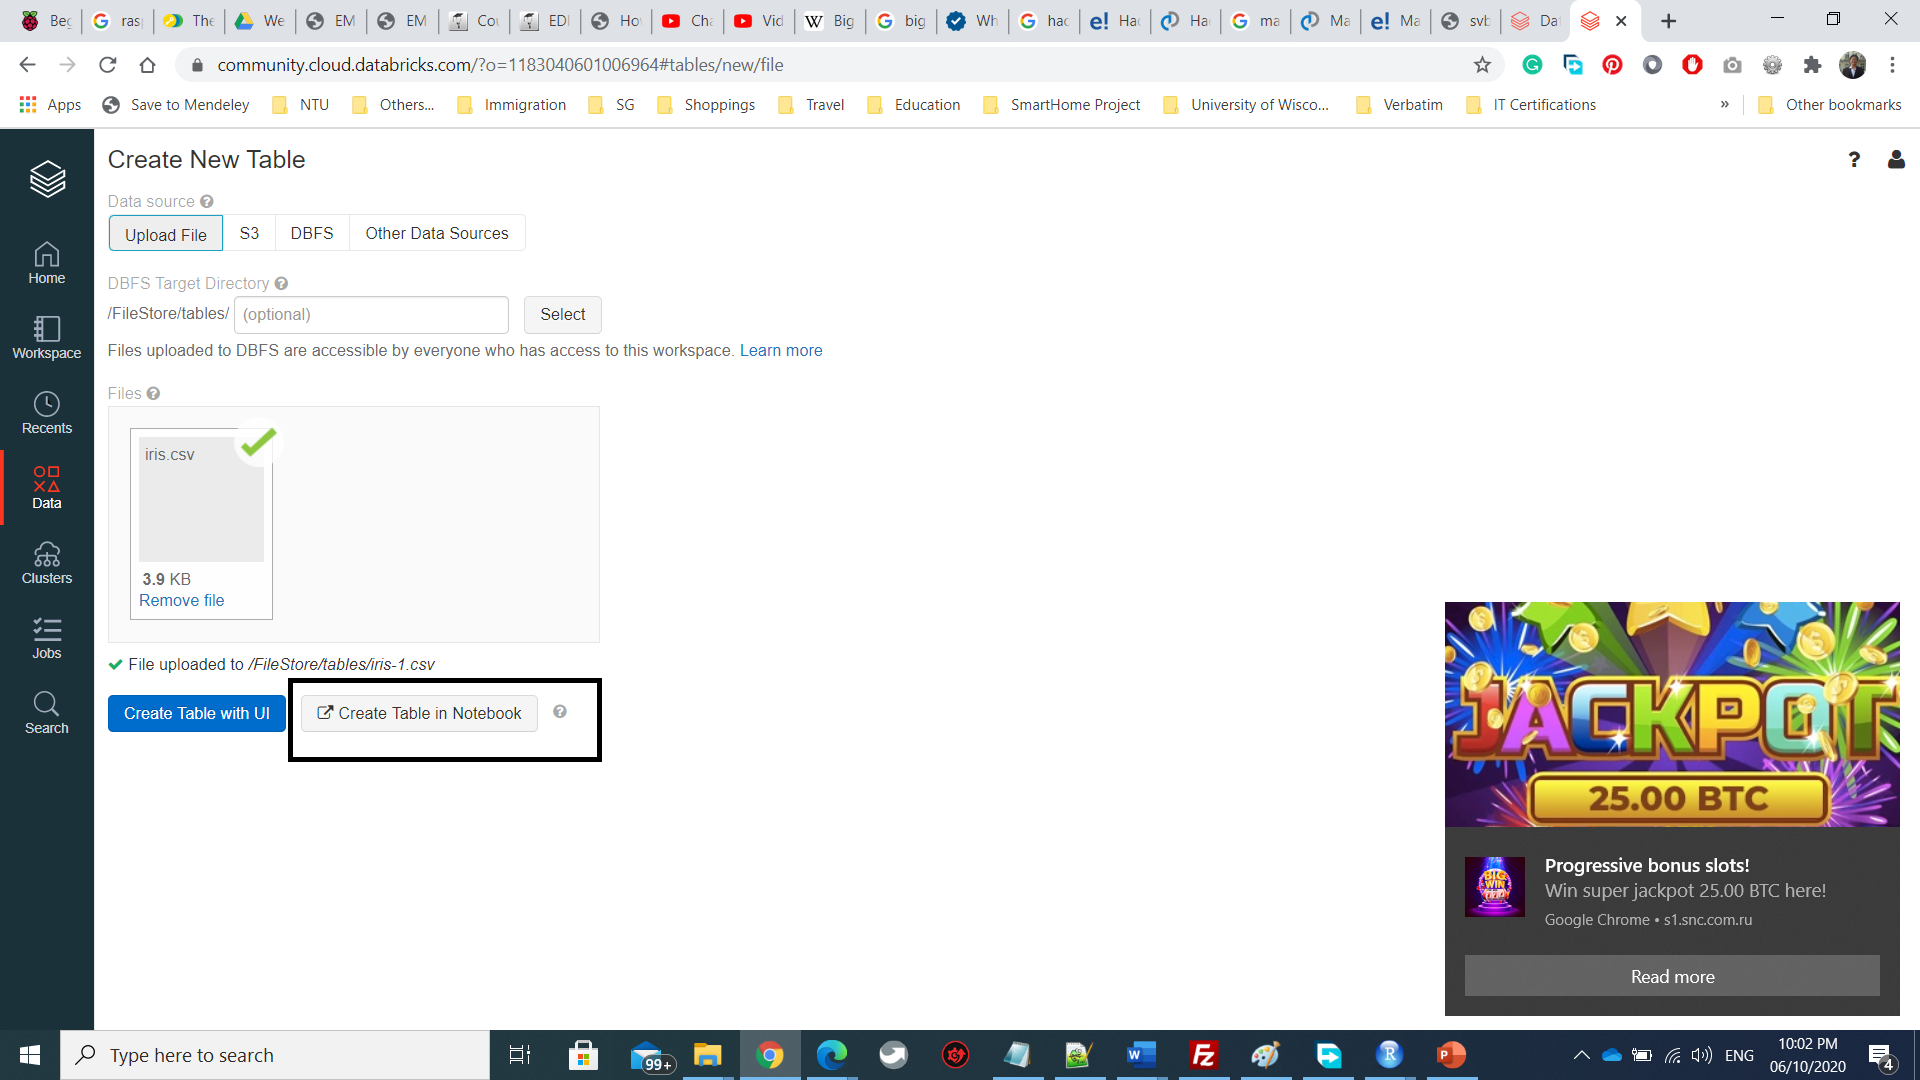 Beg
ras
The
We
EM
EM
Cou
EDI
Ho
Cha
Vid
Big
big
Wh
had
Had
Had
ma
Ma
Ma
svb
Dat
community.cloud.databricks.com/?o=1183040601006964#tables/new/file
Apps
Save to Mendeley
NTU
Others...
Immigration
SG
Shoppings
Travel
Education
SmartHome Project
University of Wisco...
Verbatim
IT Certifications
»
Other bookmarks
Create New Table
?
Data source ?
Upload File
S3
DBFS
Other Data Sources
DBFS Target Directory ?
/FileStore/tables/
(optional)
Select
Files uploaded to DBFS are accessible by everyone who has access to this workspace. Learn more
Files ?
iris.csv
3.9 KB
Remove file
File uploaded to /FileStore/tables/iris-1.csv
Create Table with UI
Create Table in Notebook
?
Home
Workspace
Recents
Data
Clusters
Jobs
Search
JACKPOT
25.00 BTC
BIG WIN
Progressive bonus slots!
Win super jackpot 25.00 BTC here!
Google Chrome • s1.snc.com.ru
Read more
Type here to search
99+
ENG
10:02 PM
06/10/2020
4